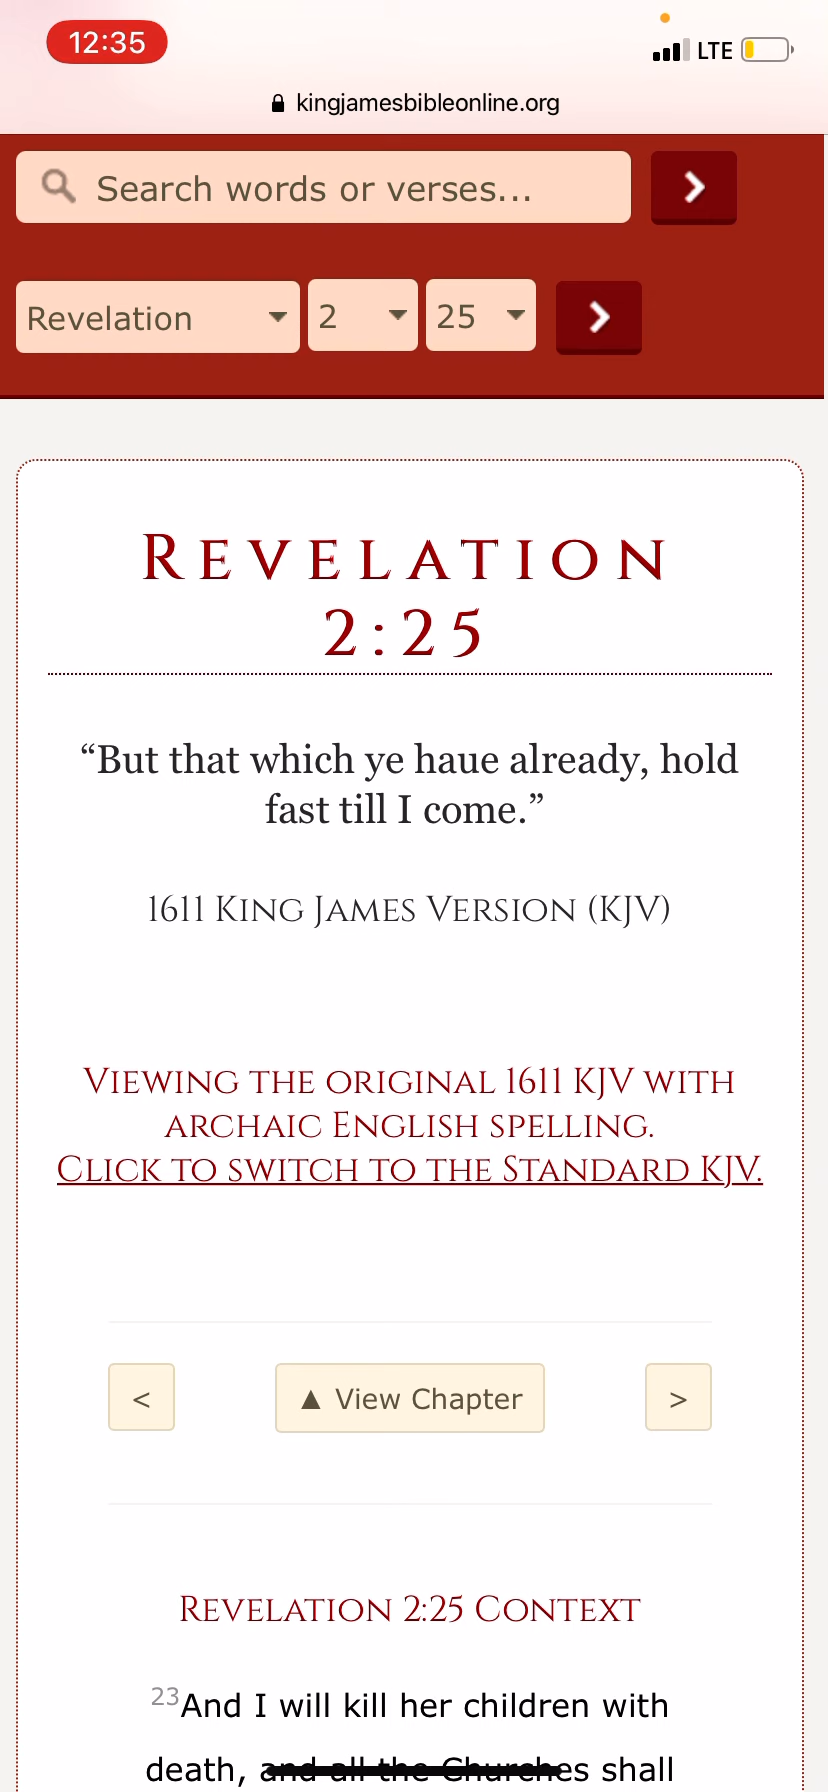 12:35
LTE
kingjamesbibleonline.org
Search words or verses...
Revelation
2
25
REVELATION
2:25
“But that which ye haue already, hold
fast till I come.”
1611 KING JAMES VERSION (KJV)
VIEWING THE ORIGINAL 1611 KJV WITH
ARCHAIC ENGLISH SPELLING.
CLICK TO SWITCH TO THE STANDARD KJV.
<
▲ View Chapter
>
REVELATION 2:25 CONTEXT
23And I will kill her children with
death, and all the Churches shall